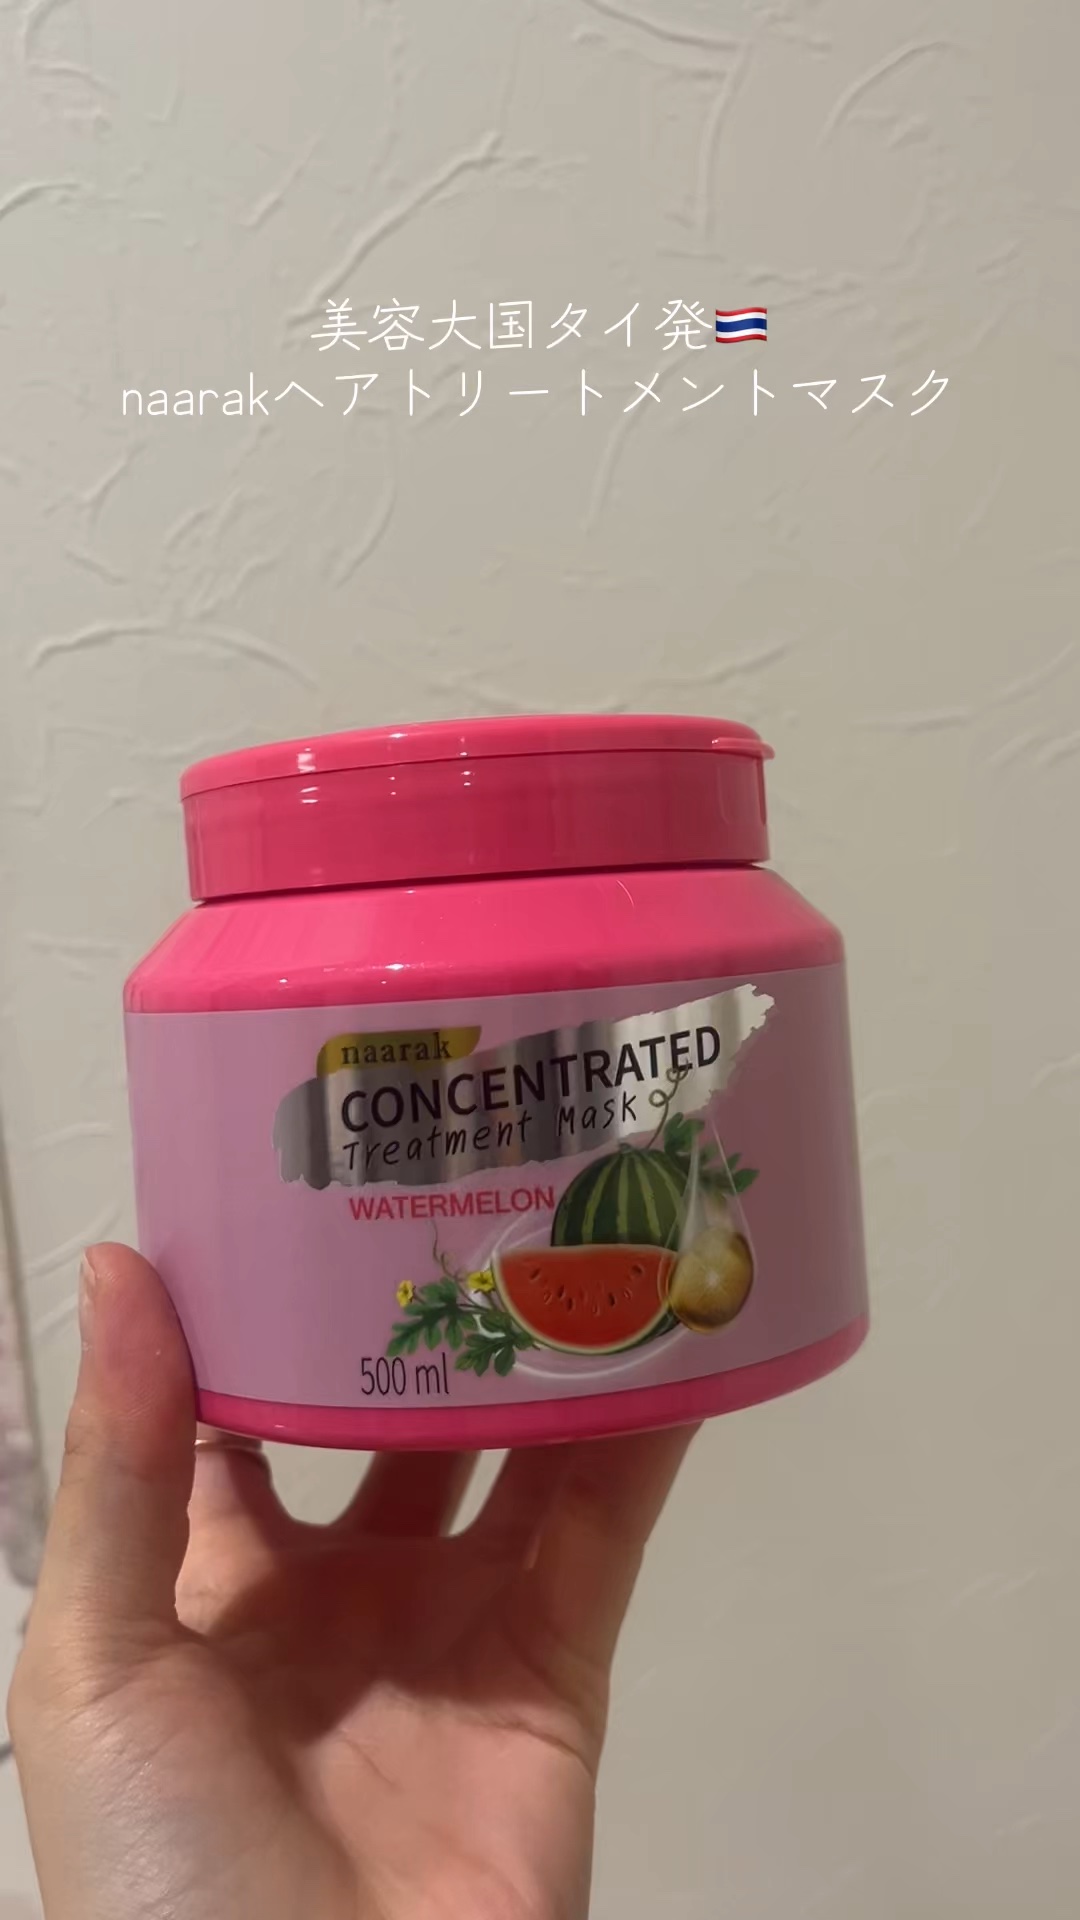 美容大国タイ発🇹🇭
naarakヘアトリートメントマスク
naarak
CONCENTRATED
Treatment Mask
WATERMELON
500 ml